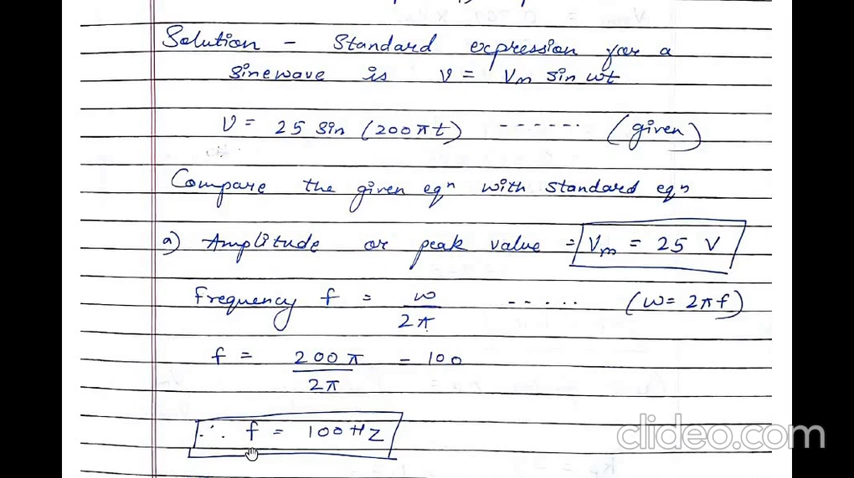 Solution - Standard expression for a
sinewave is v = Vm sin ωt
v = 25 sin (200πt) ------- (given)
Compare the given eqn with standard eqn
a) Amplitude or peak value = Vm = 25 V
Frequency f = ω/2π ------ (ω = 2πf)
f = 200π/2π = 100
∴ f = 100 HZ
clideo.com